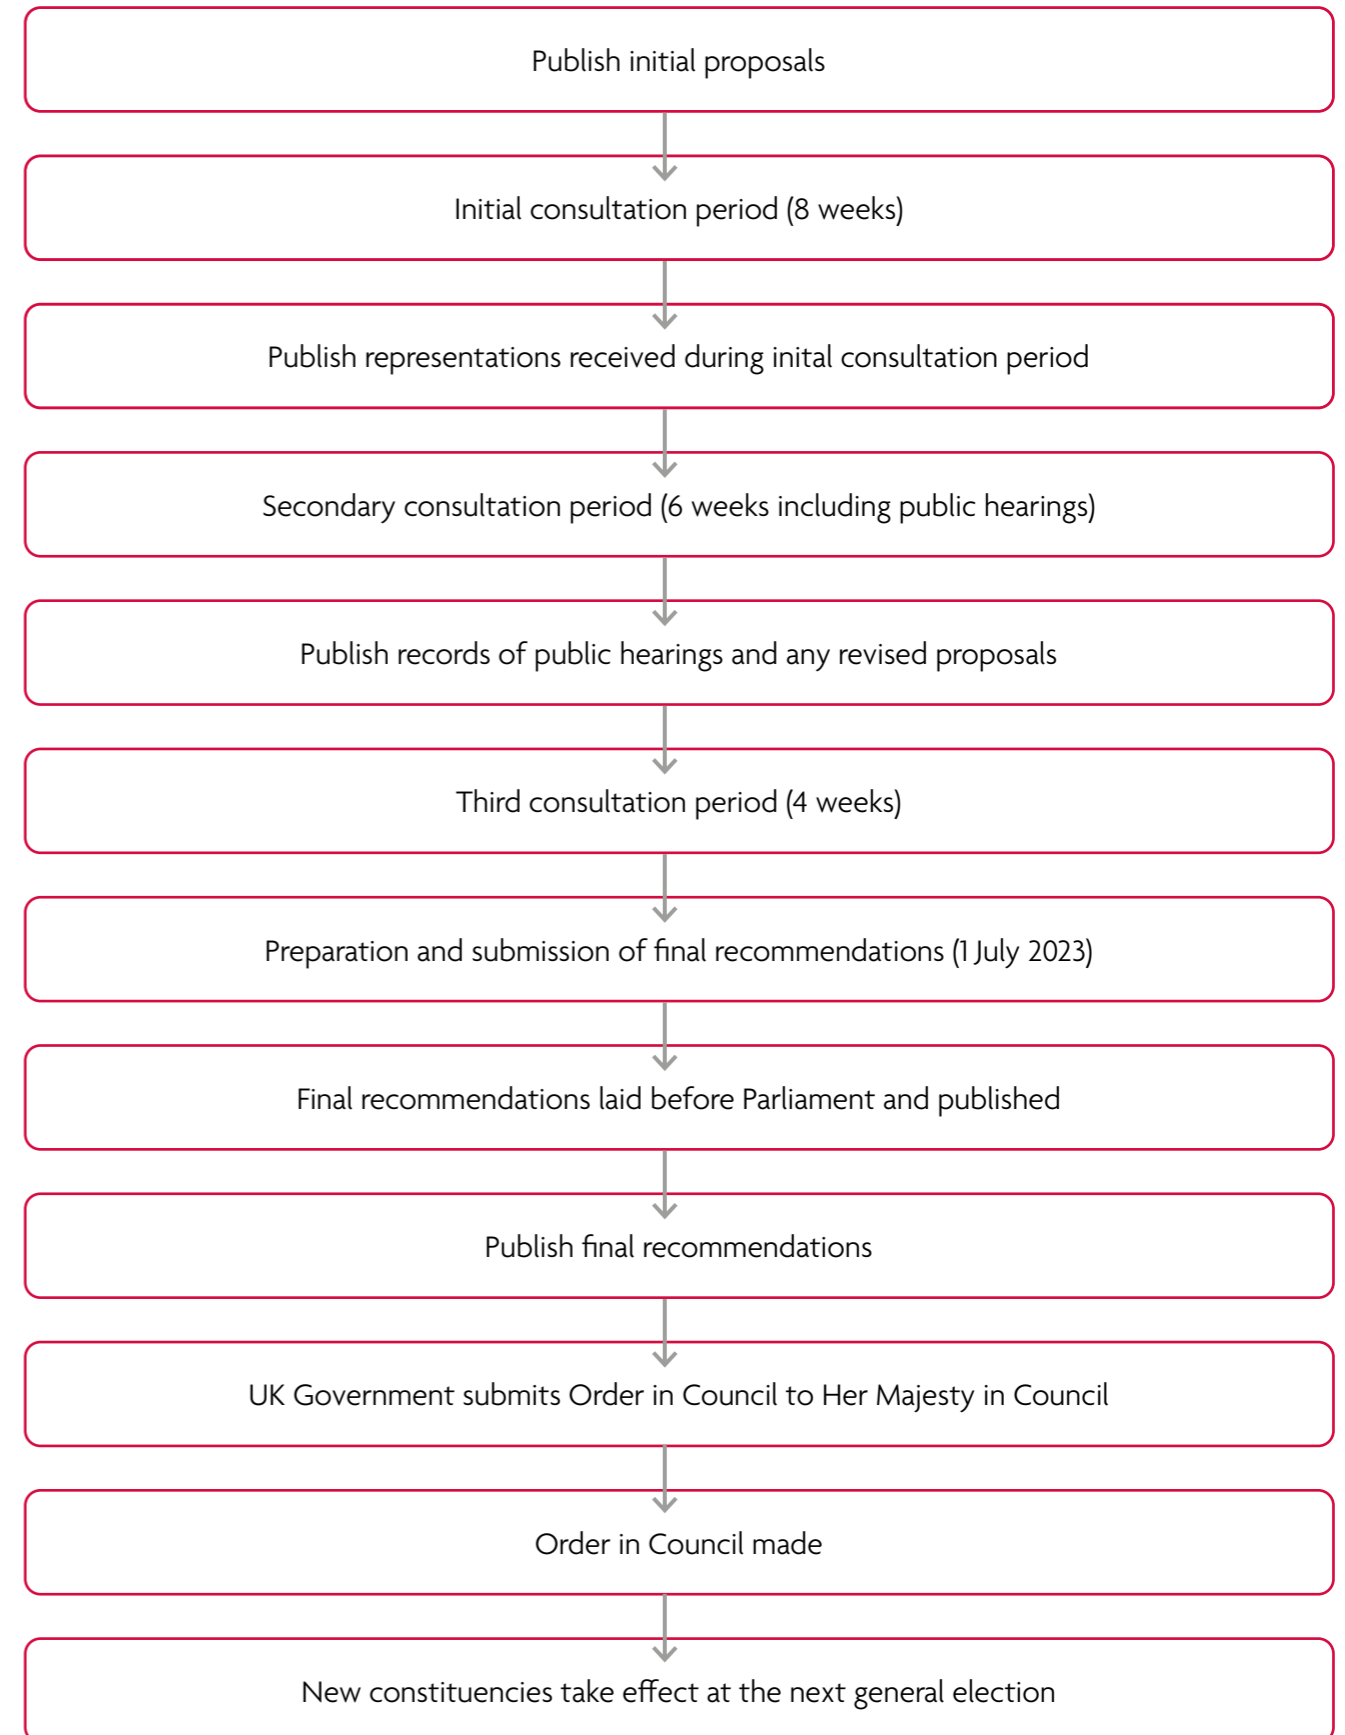 Publish initial proposals
Initial consultation period (8 weeks)
Publish representations received during inital consultation period
Secondary consultation period (6 weeks including public hearings)
Publish records of public hearings and any revised proposals
Third consultation period (4 weeks)
Preparation and submission of final recommendations (1 July 2023)
Final recommendations laid before Parliament and published
Publish final recommendations
UK Government submits Order in Council to Her Majesty in Council
Order in Council made
New constituencies take effect at the next general election